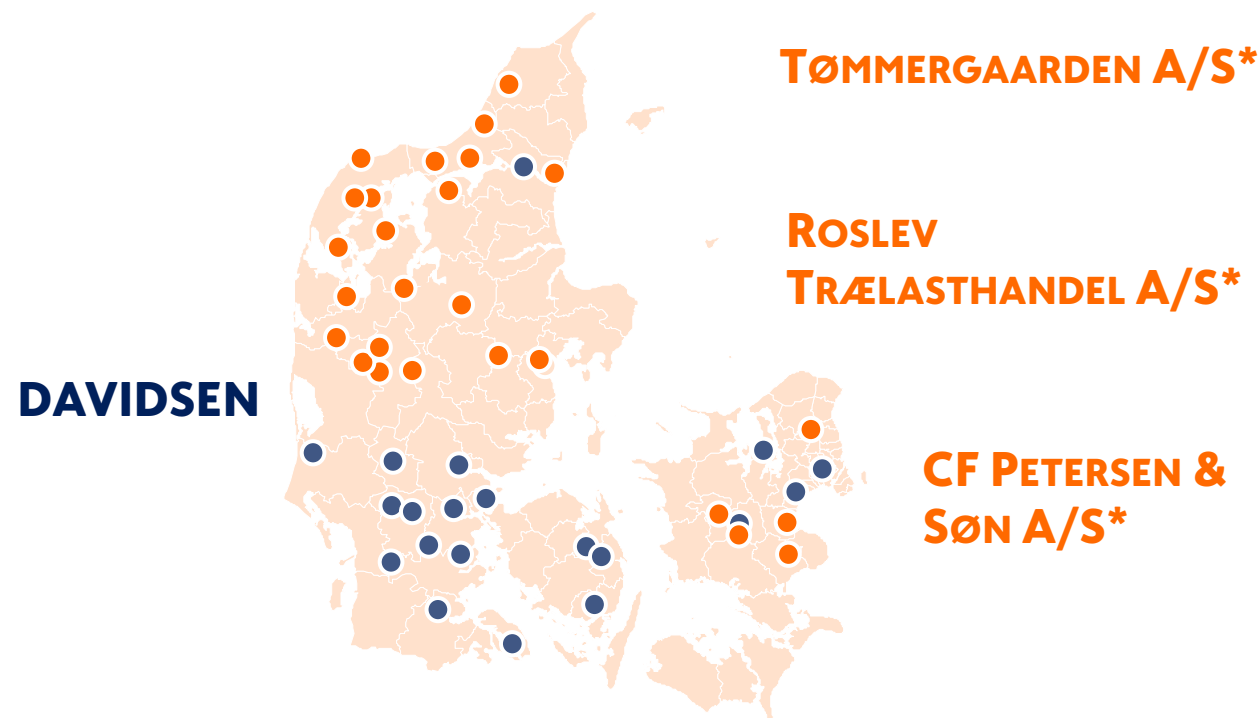 TØMMERGAARDEN A/S*
ROSLEV
TRÆLASTHANDEL A/S*
DAVIDSEN
CF PETERSEN &
SØN A/S*